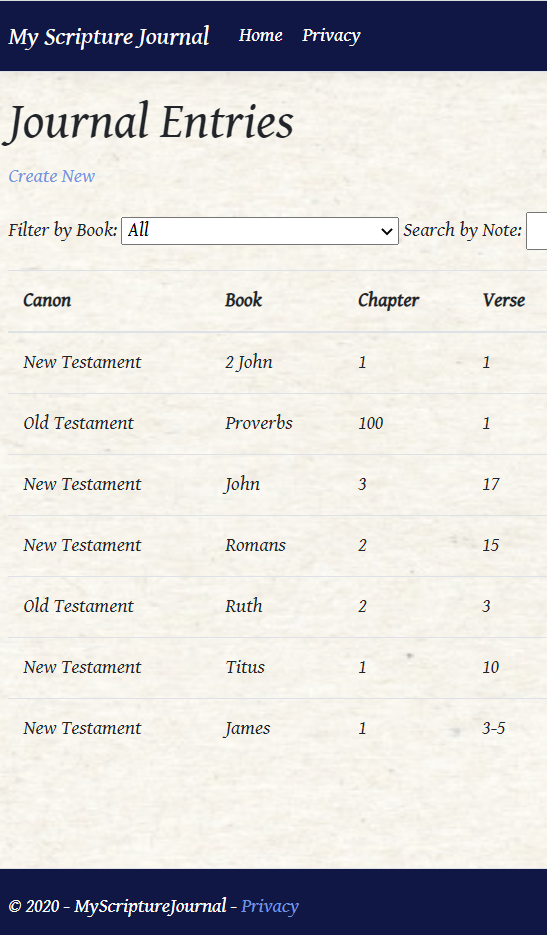 My Scripture Journal Home Privacy
Journal Entries
Create New
Filter by Book: All Search by Note:
Canon Book Chapter Verse
New Testament 2 John 1 1
Old Testament Proverbs 100 1
New Testament John 3 17
New Testament Romans 2 15
Old Testament Ruth 2 3
New Testament Titus 1 10
New Testament James 1 3-5
© 2020 - MyScriptureJournal - Privacy